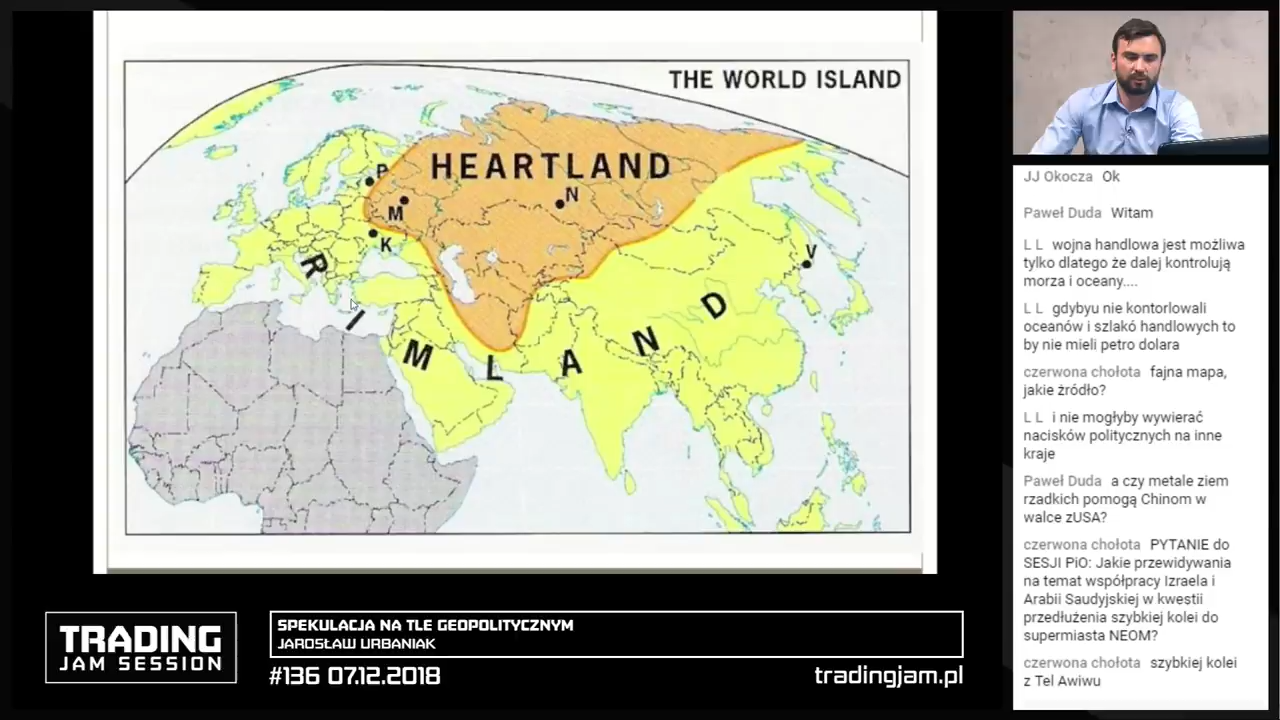 THE WORLD ISLAND
HEARTLAND
P
M
N
K
V
RIMLAND
JJ Okocza Ok
Paweł Duda Witam
L L wojna handlowa jest możliwa
tylko dlatego że dalej kontrolują
morza i oceany....
L L gdybyu nie kontorlowali
oceanów i szlakó handlowych to
by nie mieli petro dolara
czerwona chołota fajna mapa,
jakie żródło?
L L i nie mogłyby wywierać
nacisków politycznych na inne
kraje
Paweł Duda a czy metale ziem
rzadkich pomogą Chinom w
walce zUSA?
czerwona chołota PYTANIE do
SESJI PiO: Jakie przewidywania
na temat współpracy Izraela i
Arabii Saudyjskiej w kwestii
przedłużenia szybkiej kolei do
supermiasta NEOM?
czerwona chołota szybkiej kolei
z Tel Awiwu
TRADING
JAM SESSION
SPEKULACJA NA TLE GEOPOLITYCZNYM
JAROSŁAW URBANIAK
#136 07.12.2018
tradingjam.pl